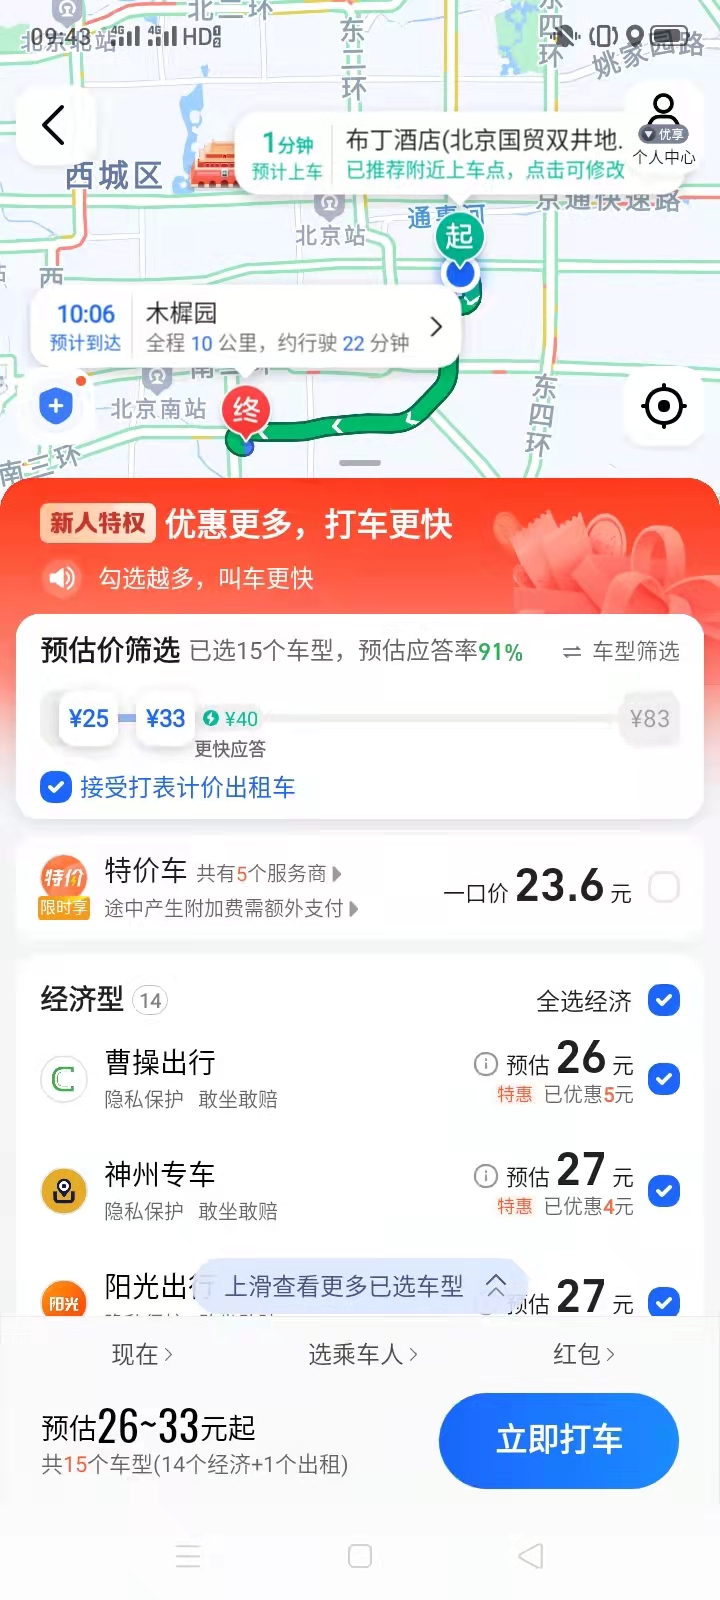 北二环
北京北站
09:43
4G
4G
HD
东二环
东四环
姚家园路
优享
个人中心
1分钟
预计上车
布丁酒店(北京国贸双井地.
已推荐附近上车点，点击可修改
西城区
京通快速路
北京站
通惠河
起
西
10:06
预计到达
木樨园
全程 10 公里，约行驶 22 分钟
南三环
北京南站
终
东四环
南三环
新人特权 优惠更多，打车更快
勾选越多，叫车更快
预估价筛选 已选15个车型，预估应答率91% 车型筛选
¥25 ¥33 ¥40 ¥83
更快应答
接受打表计价出租车
特价
限时享
特价车 共有5个服务商
途中产生附加费需额外支付
一口价 23.6 元
经济型 14 全选经济
曹操出行 预估 26 元
隐私保护 敢坐敢赔 特惠 已优惠5元
神州专车 预估 27 元
隐私保护 敢坐敢赔 特惠 已优惠4元
阳光
阳光出行 预估 27 元
上滑查看更多已选车型
现在 选乘车人 红包
预估26~33元起
共15个车型(14个经济+1个出租)
立即打车